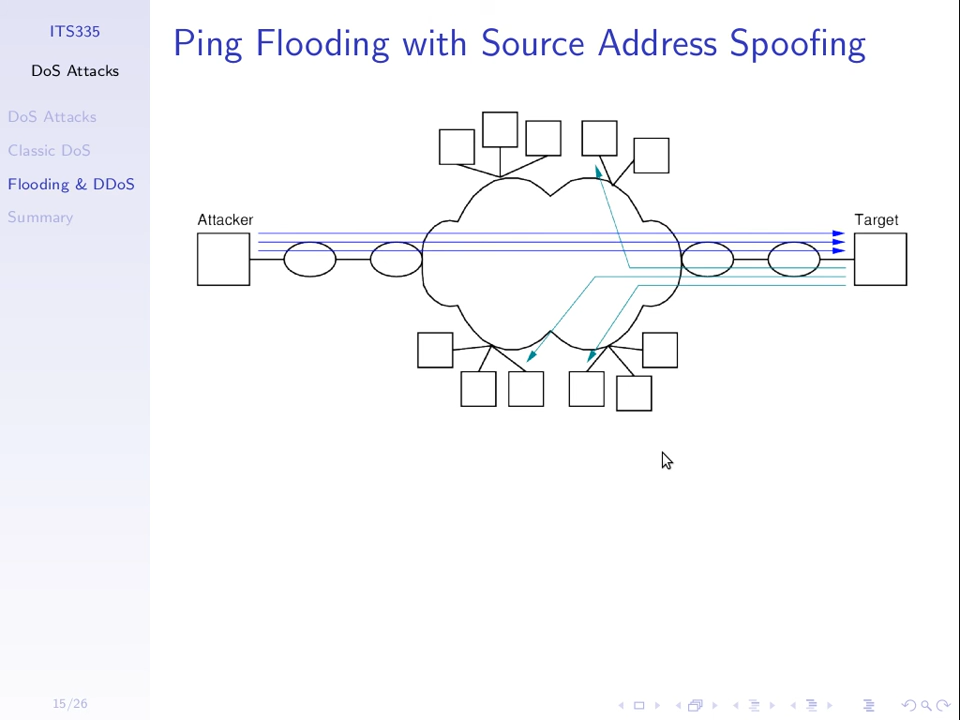 ITS335
DoS Attacks
DoS Attacks
Classic DoS
Flooding & DDoS
Summary
15/26
Ping Flooding with Source Address Spoofing
Attacker
Target